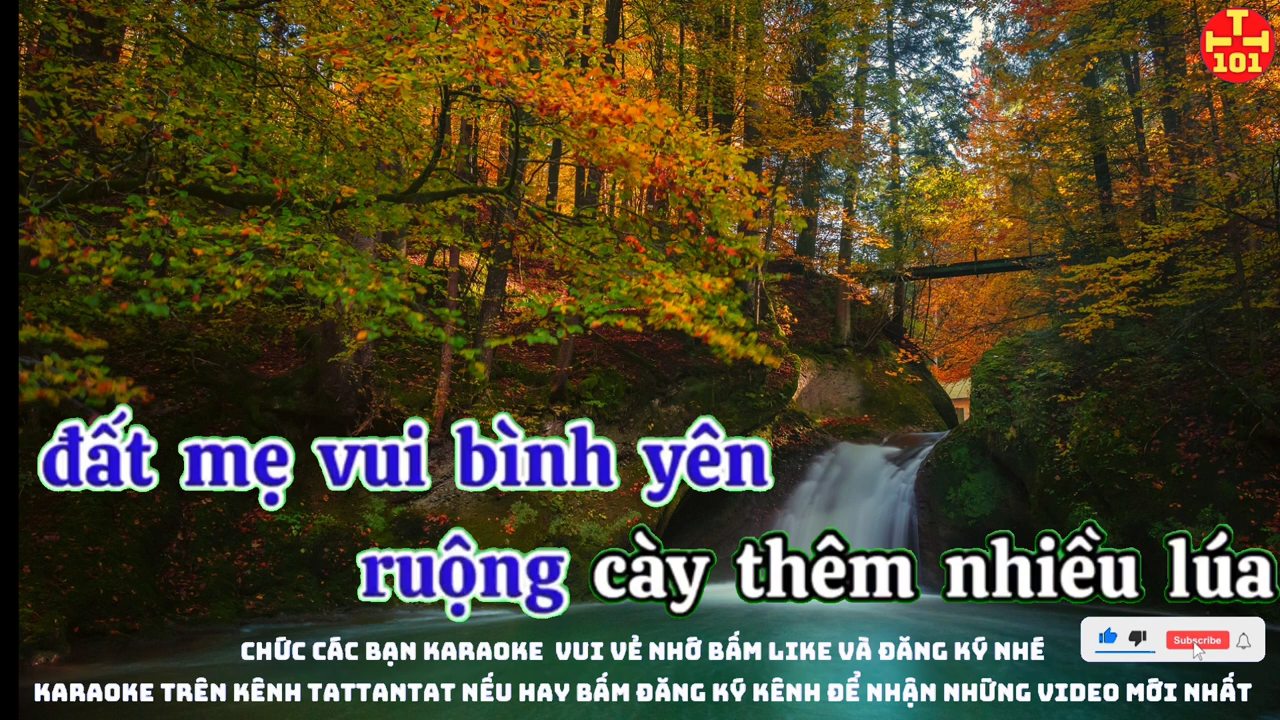 T
H
101
đất mẹ vui bình yên
ruộng cày thêm nhiều lúa
CHÚC CÁC BẠN KARAOKE VUI VẺ NHỚ BẤM LIKE VÀ ĐĂNG KÝ NHÉ
Subscribe
KARAOKE TRÊN KÊNH TATTANTAT NẾU HAY BẤM ĐĂNG KÝ KÊNH ĐỂ NHẬN NHỮNG VIDEO MỚI NHẤT